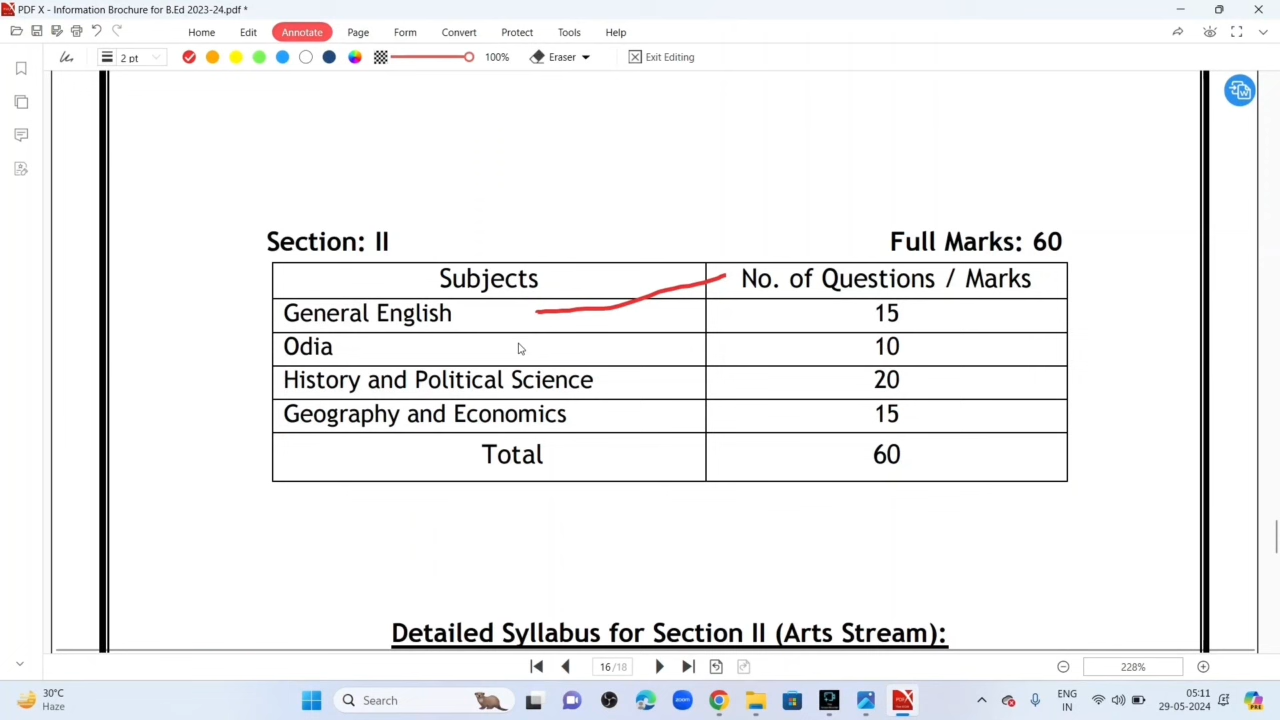 PDF X - Information Brochure for B.Ed 2023-24.pdf *
Home Edit Annotate Page Form Convert Protect Tools Help
2 pt 100% Eraser Exit Editing
Section: II Full Marks: 60
Subjects No. of Questions / Marks
General English 15
Odia 10
History and Political Science 20
Geography and Economics 15
Total 60
Detailed Syllabus for Section II (Arts Stream):
16/18 228%
30°C
Haze
Search
zoom
ENG
IN
05:11
29-05-2024